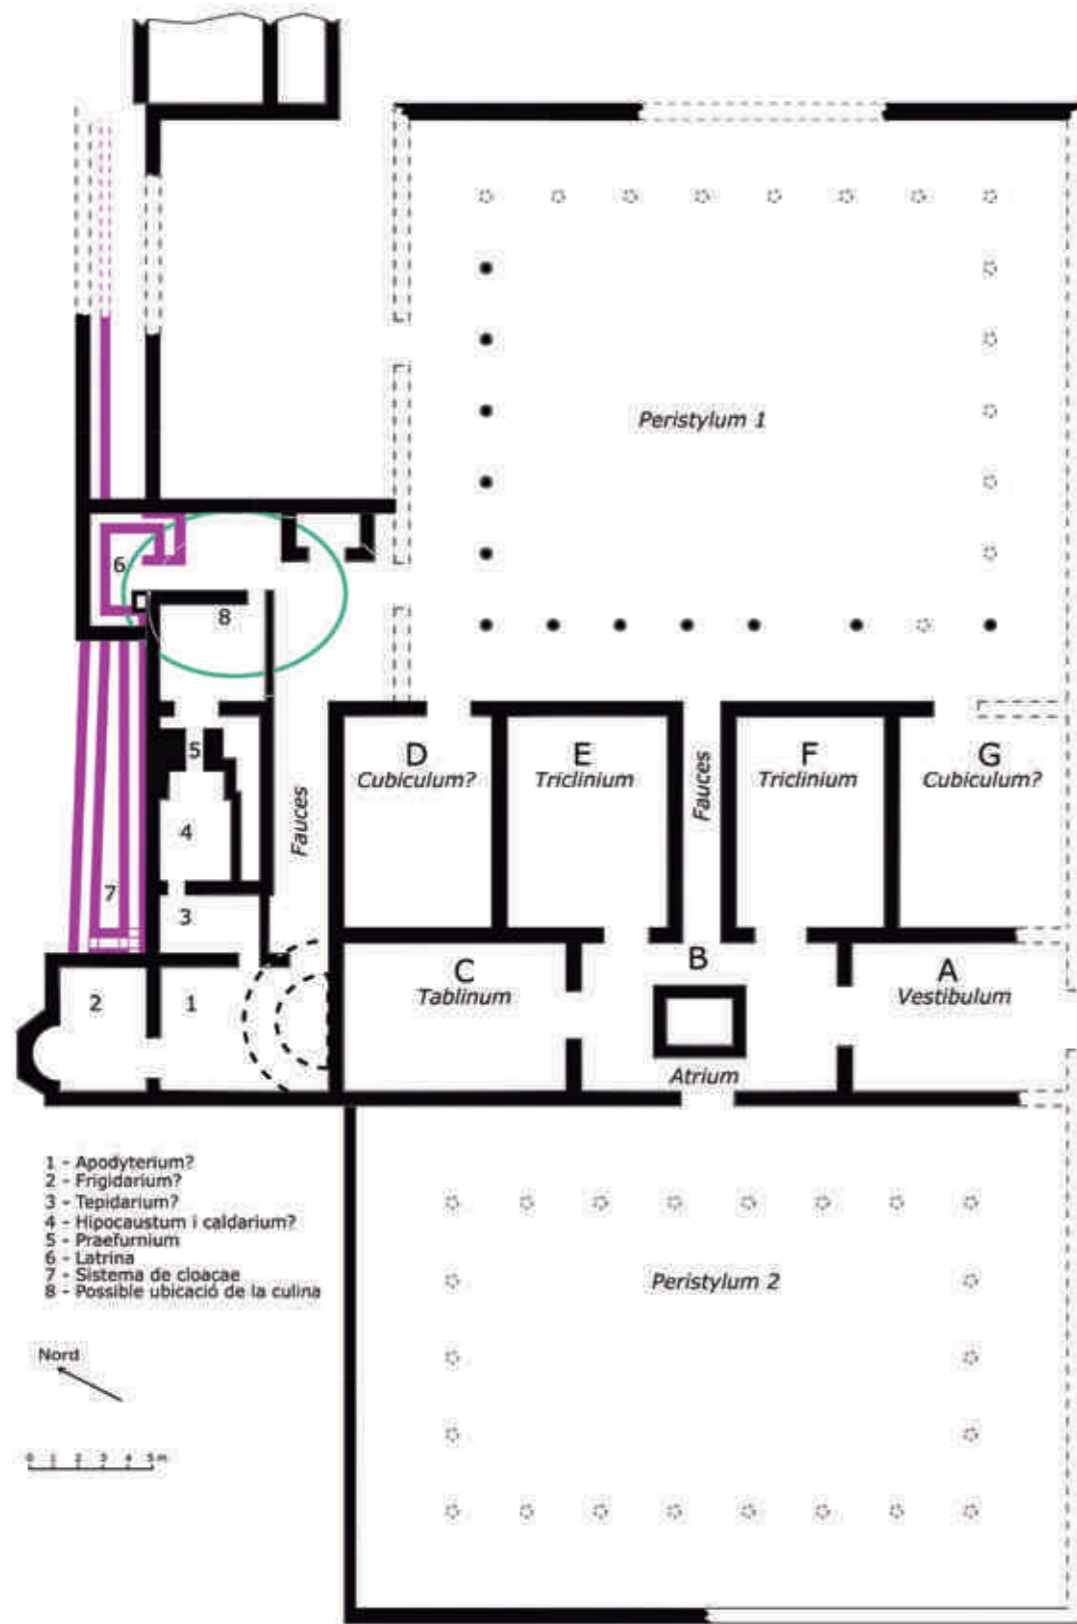 Peristylum 1
6
8
5
D
Cubiculum?
E
Triclinium
Fauces
F
Triclinium
G
Cubiculum?
4
Fauces
7
3
2
1
C
Tablinum
B
Atrium
A
Vestibulum
1 - Apodyterium?
2 - Frigidarium?
3 - Tepidarium?
4 - Hipocaustum i caldarium?
5 - Praefurnium
6 - Latrina
7 - Sistema de cloacae
8 - Possible ubicació de la culina
Peristylum 2
Nord
0 1 2 3 4 5 m